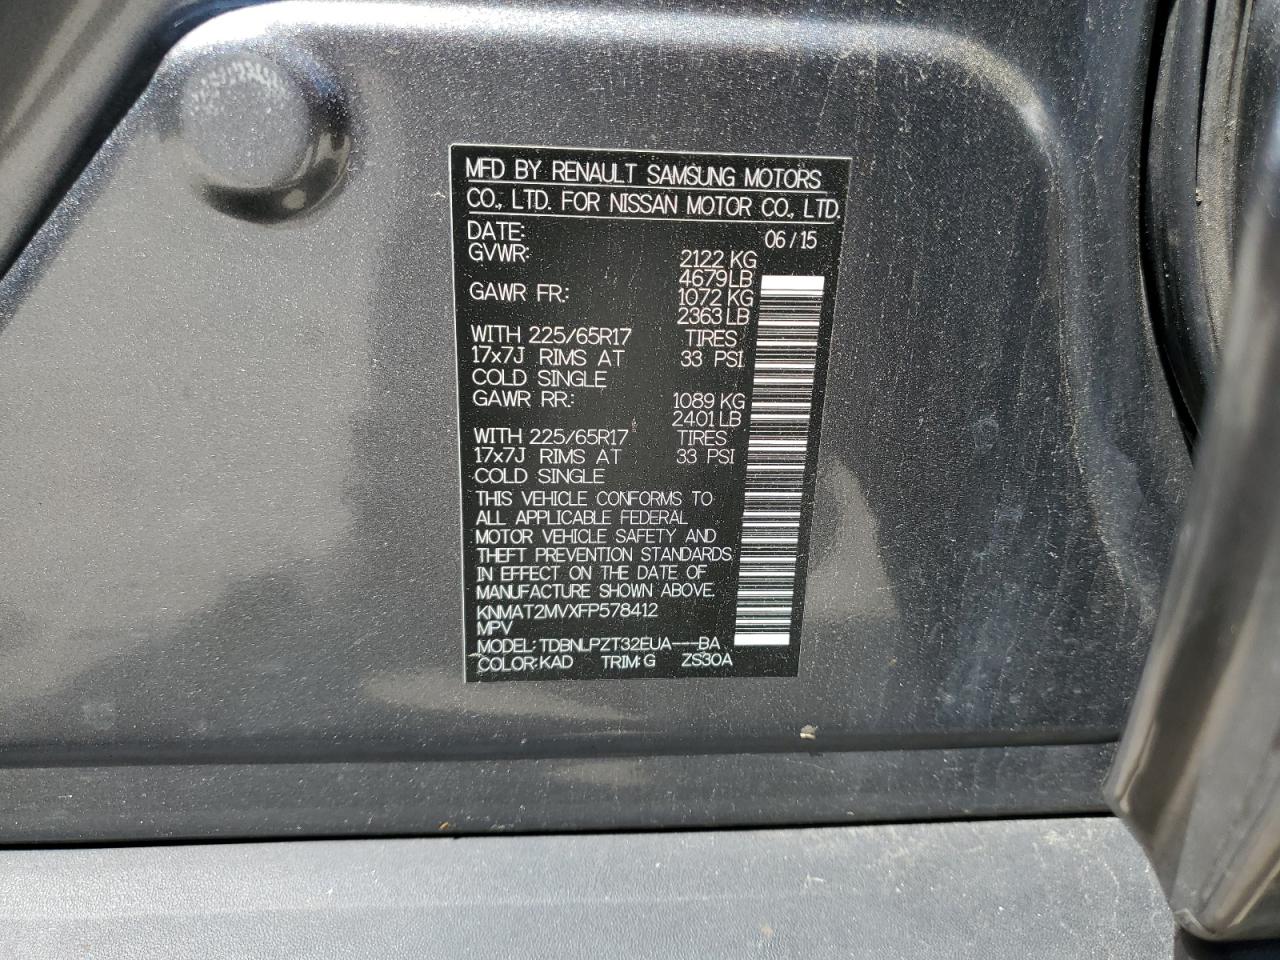 MFD BY RENAULT SAMSUNG MOTORS
CO., LTD. FOR NISSAN MOTOR CO., LTD.
DATE: 06/15
GVWR: 2122 KG
4679LB
GAWR FR.: 1072 KG
2363 LB
WITH 225/65R17 TIRES
17x7J RIMS AT 33 PSI.
COLD SINGLE
GAWR RR.: 1089 KG
2401LB
WITH 225/65R17 TIRES
17x7J RIMS AT 33 PSI
COLD SINGLE
THIS VEHICLE CONFORMS TO
ALL APPLICABLE FEDERAL
MOTOR VEHICLE SAFETY AND
THEFT PREVENTION STANDARDS
IN EFFECT ON THE DATE OF
MANUFACTURE SHOWN ABOVE.
KNMAT2MVXFP578412
MPV
MODEL: TDBNLPZT32EUA---BA
COLOR: KAD TRIM: G ZS30A